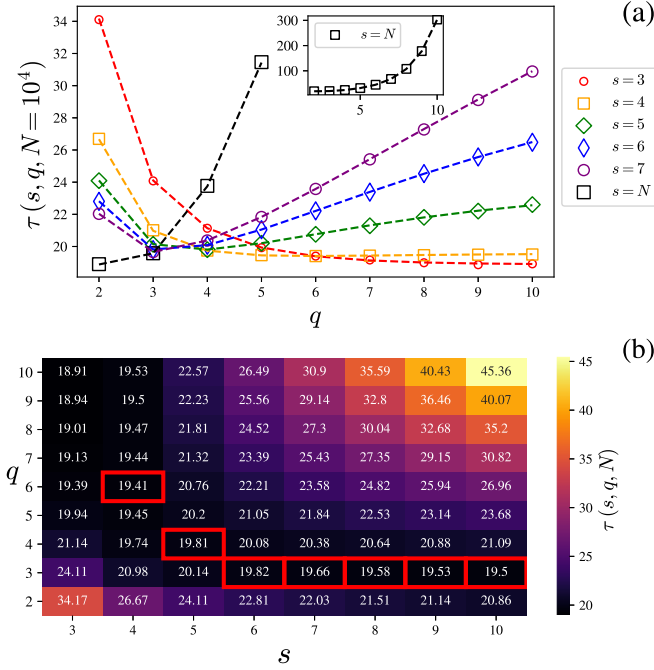 (a)
τ (s, q, N = 10⁴)
34
32
30
28
26
24
22
20
2 3 4 5 6 7 8 9 10
q
300
200
100
5 10
s = N
s = 3
s = 4
s = 5
s = 6
s = 7
s = N
(b)
q
10 18.91 19.53 22.57 26.49 30.9 35.59 40.43 45.36
9 18.94 19.5 22.23 25.56 29.14 32.8 36.46 40.07
8 19.01 19.47 21.81 24.52 27.3 30.04 32.68 35.2
7 19.13 19.44 21.32 23.39 25.43 27.35 29.15 30.82
6 19.39 19.41 20.76 22.21 23.58 24.82 25.94 26.96
5 19.94 19.45 20.2 21.05 21.84 22.53 23.14 23.68
4 21.14 19.74 19.81 20.08 20.38 20.64 20.88 21.09
3 24.11 20.98 20.14 19.82 19.66 19.58 19.53 19.5
2 34.17 26.67 24.11 22.81 22.03 21.51 21.14 20.86
3 4 5 6 7 8 9 10
s
45
40
35
30
25
20
τ (s, q, N)